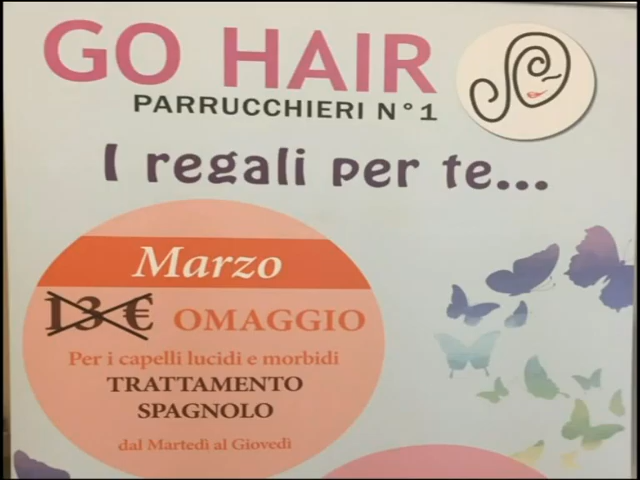 GO HAIR
PARRUCCHIERI N°1
I regali per te...
Marzo
13 € OMAGGIO
Per i capelli lucidi e morbidi
TRATTAMENTO
SPAGNOLO
dal Martedì al Giovedì